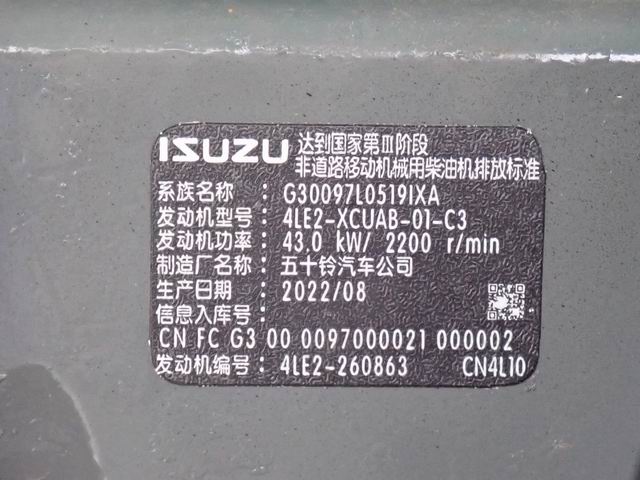 ISUZU 达到国家第Ⅲ阶段
非道路移动机械用柴油机排放标准
系族名称 : G30097L0519IXA
发动机型号 : 4LE2-XCUAB-01-C3
发动机功率 : 43.0 kW/ 2200 r/min
制造厂名称 : 五十铃汽车公司
生产日期 : 2022/08
信息入库号 :
CN FC G3 00 0097000021 000002
发动机编号 : 4LE2-260863 CN4L10